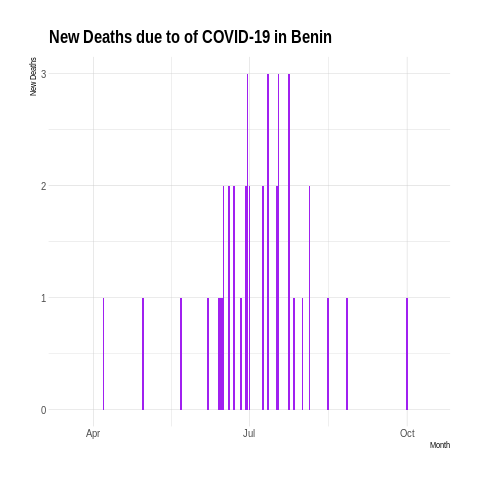 New Deaths due to of COVID-19 in Benin
New Deaths
3
2
1
0
Apr
Jul
Oct
Month